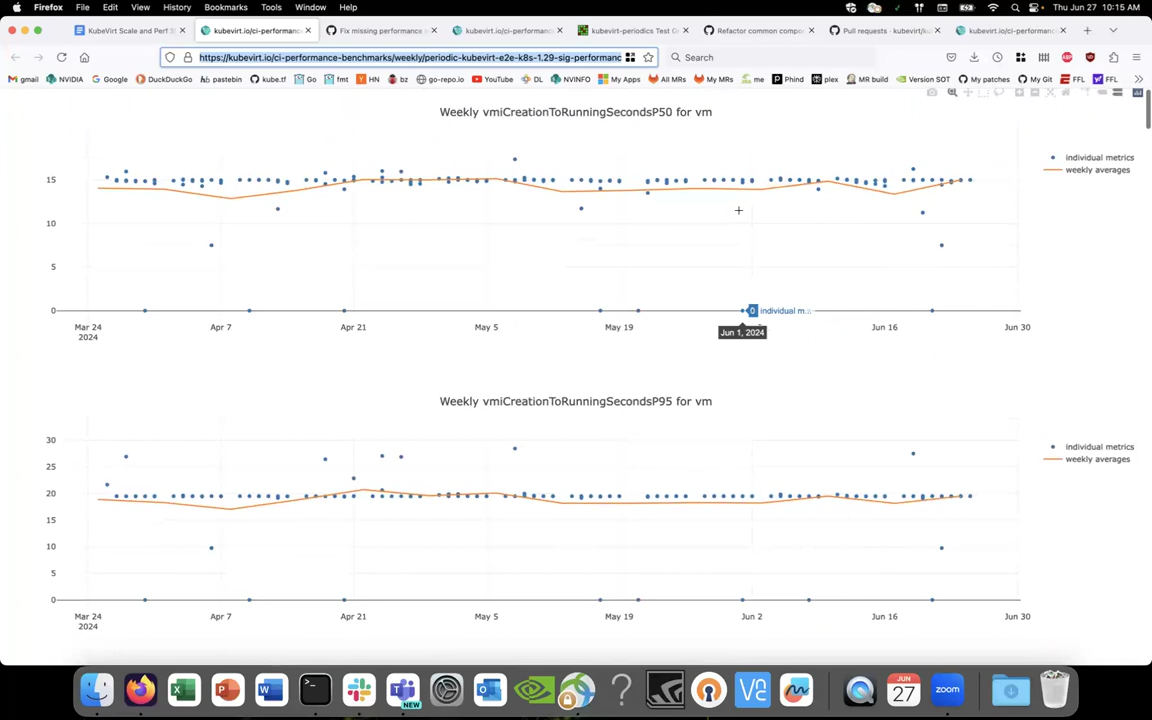 Firefox File Edit View History Bookmarks Tools Window Help Thu Jun 27 10:15 AM
KubeVirt Scale and Perf S kubevirt.io/ci-performance Fix missing performance kubevirt.io/ci-performance kubevirt-periodics Test Gr Refactor common compo Pull requests · kubevirt/ku kubevirt.io/ci-performance
https://kubevirt.io/ci-performance-benchmarks/weekly/periodic-kubevirt-e2e-k8s-1.29-sig-performanc Search
gmail NVIDIA Google DuckDuckGo pastebin kube.tf HN bz go-repo.io YouTube DL NVINFO My Apps All MRs My MRs me Phind plex MR build Version SOT My patches My Git FFL FFL
Weekly vmiCreationToRunningSecondsP50 for vm
individual metrics
weekly averages
15
10
5
0
0 individual m...
Mar 24 Apr 7 Apr 21 May 5 May 19 Jun 16 Jun 30
2024
Jun 1, 2024
Weekly vmiCreationToRunningSecondsP95 for vm
individual metrics
weekly averages
30
25
20
15
10
5
0
Mar 24 Apr 7 Apr 21 May 5 May 19 Jun 2 Jun 16 Jun 30
2024
NEW
JUN
27
zoom